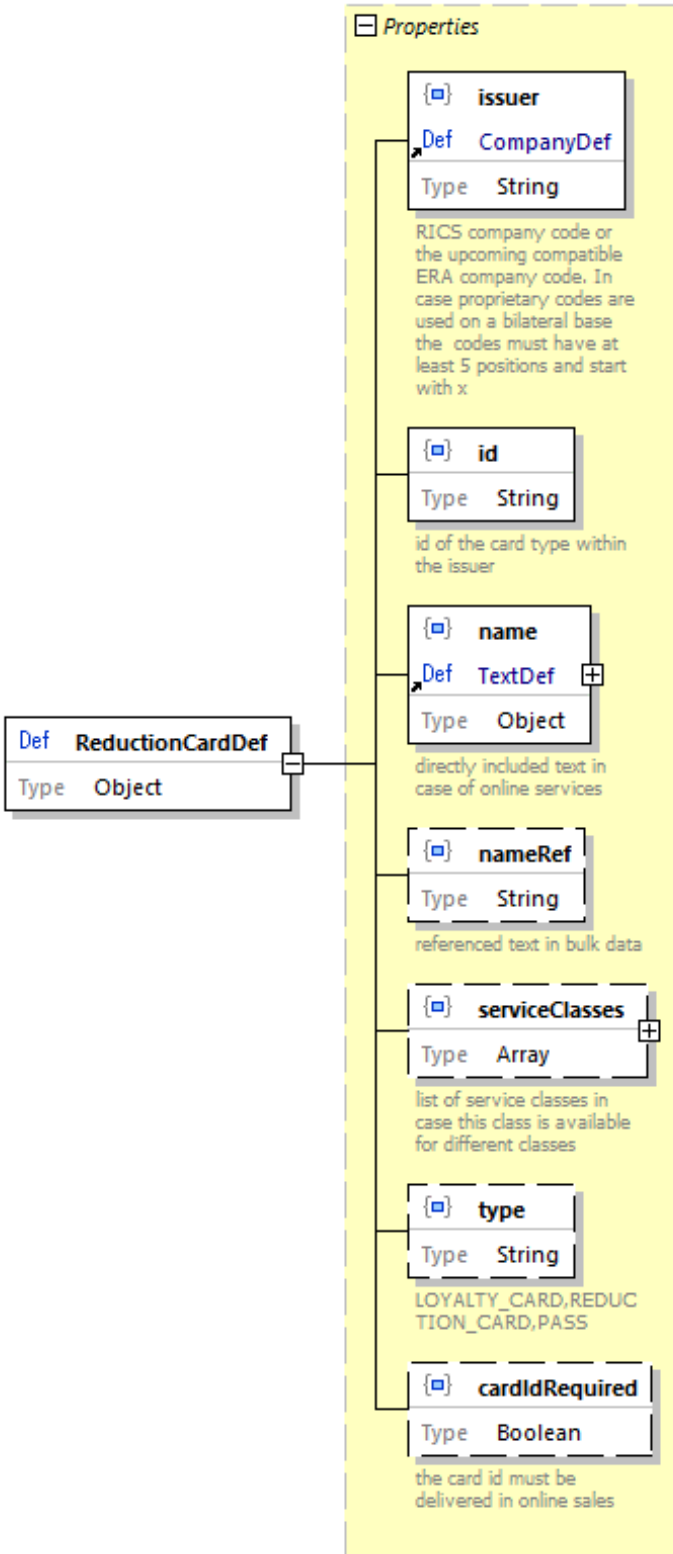 Properties
issuer
Def CompanyDef
Type String
RICS company code or
the upcoming compatible
ERA company code. In
case proprietary codes are
used on a bilateral base
the codes must have at
least 5 positions and start
with x
id
Type String
id of the card type within
the issuer
name
Def TextDef
Type Object
directly included text in
case of online services
Def ReductionCardDef
Type Object
nameRef
Type String
referenced text in bulk data
serviceClasses
Type Array
list of service classes in
case this class is available
for different classes
type
Type String
LOYALTY_CARD,REDUC
TION_CARD,PASS
cardIdRequired
Type Boolean
the card id must be
delivered in online sales